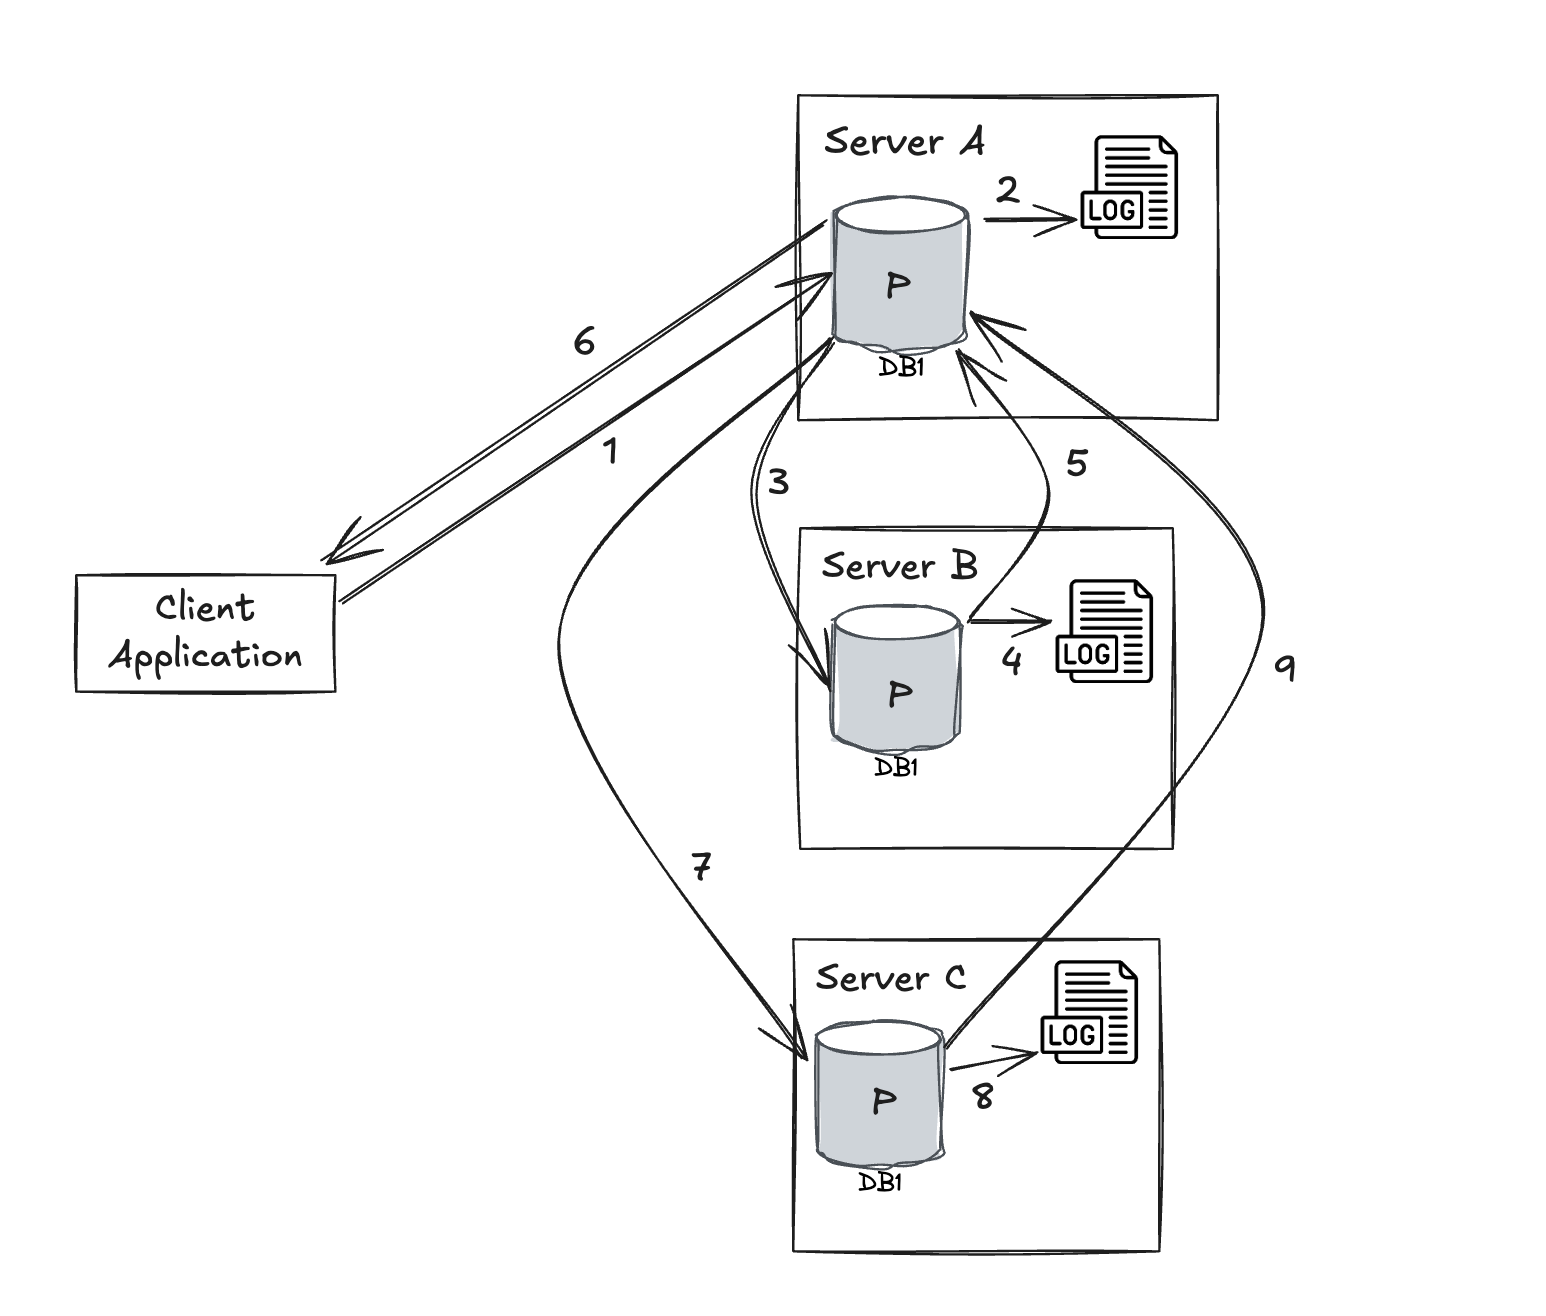 Server A
2
LOG
P
DB1
6
1
3
5
Client
Application
Server B
LOG
4
P
DB1
9
7
Server C
LOG
8
P
DB1